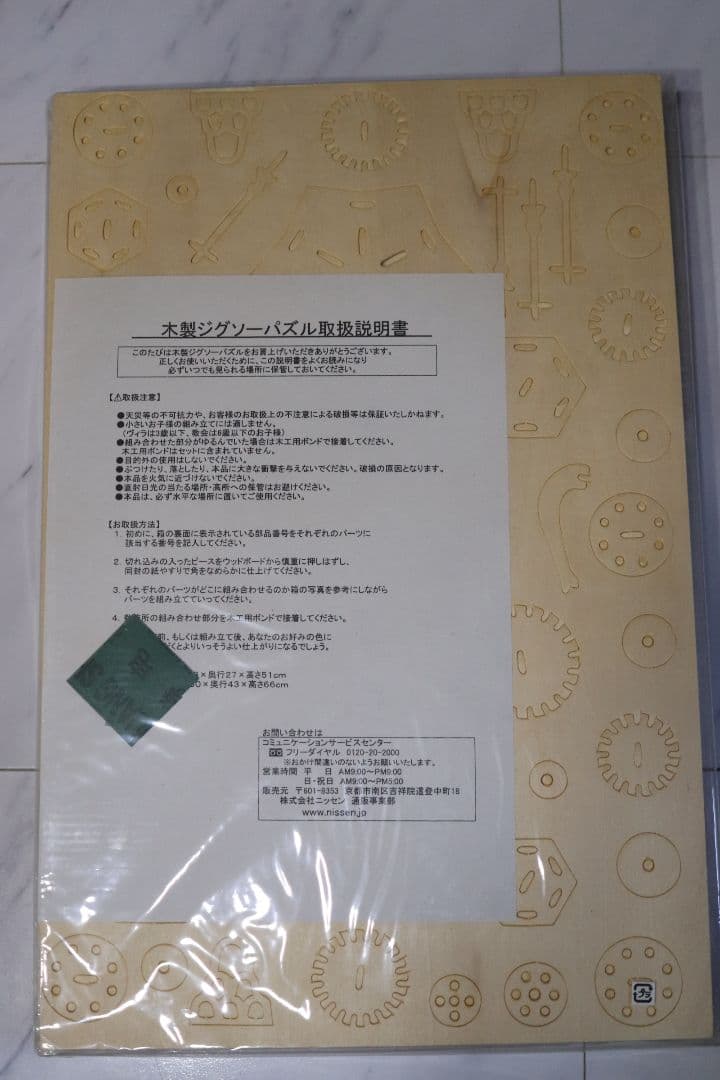 木製ジグソーパズル取扱説明書
このたびは木製ジグソーパズルをお買上げいただきありがとうございます。
正しくお使いいただくために、この説明書をよくお読みになり
必ずいつでも見られる場所に保管しておいてください。
【⚠取扱注意】
●天災等の不可抗力や、お客様のお取扱上の不注意による破損等は保証いたしかねます。
●小さいお子様の組み立てには適しません。
（ヴィラは3歳以下、教会は6歳以下のお子様）
●組み合わせた部分がゆるんでいた場合は木工用ボンドで接着してください。
木工用ボンドはセットに含まれていません。
●目的外の使用はしないでください。
●ぶつけたり、落としたり、本品に大きな衝撃を与えないでください。破損の原因となります。
●本品を火気に近づけないでください。
●直射日光の当たる場所・高所への保管はお避けください。
●本品は、必ず水平な場所に置いてご使用ください。
【お取扱方法】
1. 初めに、箱の裏面に表示されている部品番号をそれぞれのパーツに
該当する番号を記入してください。
2. 切れ込みの入ったピースをウッドボードから慎重に押しはずし、
同封の紙やすりで角をなめらかに仕上げてください。
3. それぞれのパーツがどこに組み合わせるのか箱の写真を参考にしながら
パーツを組み立てていってください。
4. 所の組み合わせ部分を木工用ボンドで接着してください。
前、もしくは組み立て後、あなたのお好みの色に
だくとよりいっそうよい仕上がりになるでしょう。
×奥行27×高さ51cm
0×奥行43×高さ66cm
お問い合わせは
コミュニケーションサービスセンター
フリーダイヤル 0120-20-2000
※おかけ間違いのないようお願いいたします。
営業時間 平 日 AM9:00～PM9:00
日・祝日 AM9:00～PM5:00
販売元 〒601-8353 京都市南区吉祥院這登中町18
株式会社ニッセン 通販事業部
www.nissen.jp
プラ